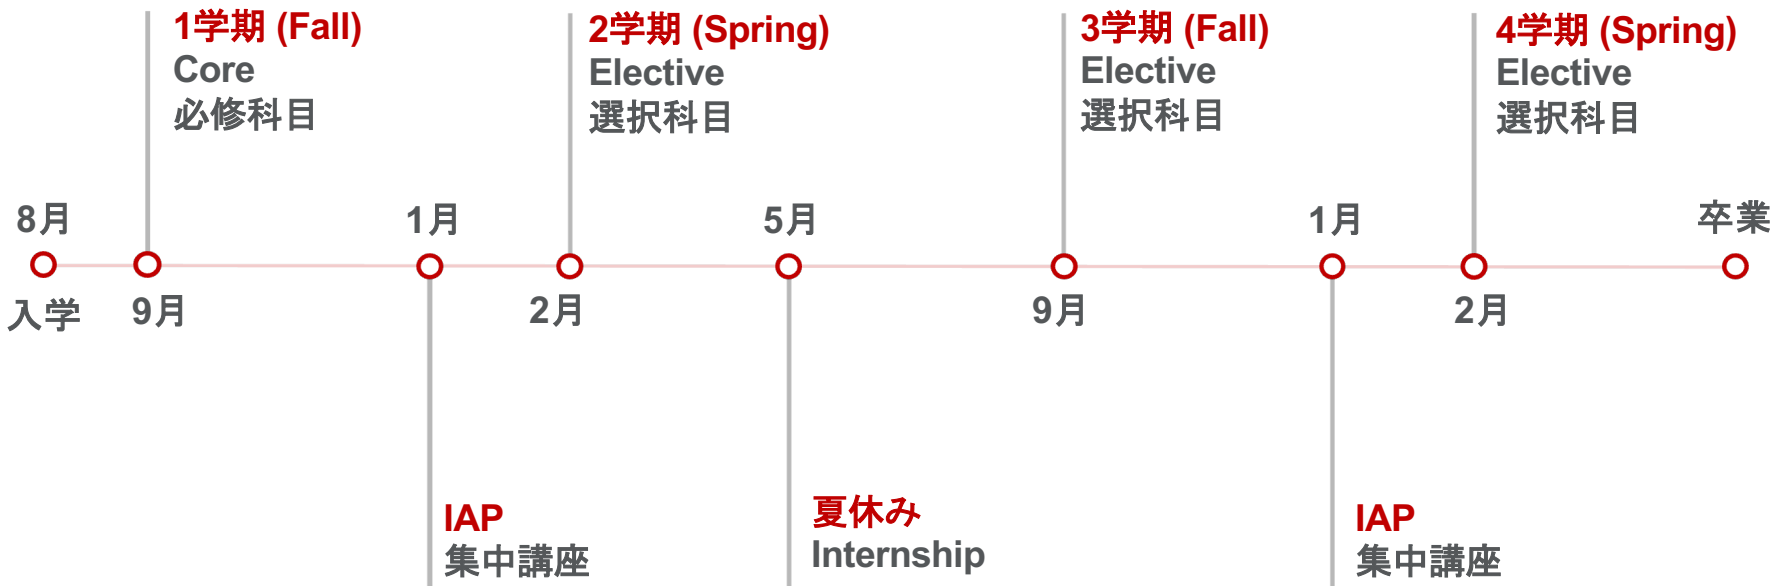 1学期 (Fall)
Core
必修科目
2学期 (Spring)
Elective
選択科目
3学期 (Fall)
Elective
選択科目
4学期 (Spring)
Elective
選択科目
8月
1月
5月
1月
卒業
入学
9月
2月
9月
2月
IAP
集中講座
夏休み
Internship
IAP
集中講座